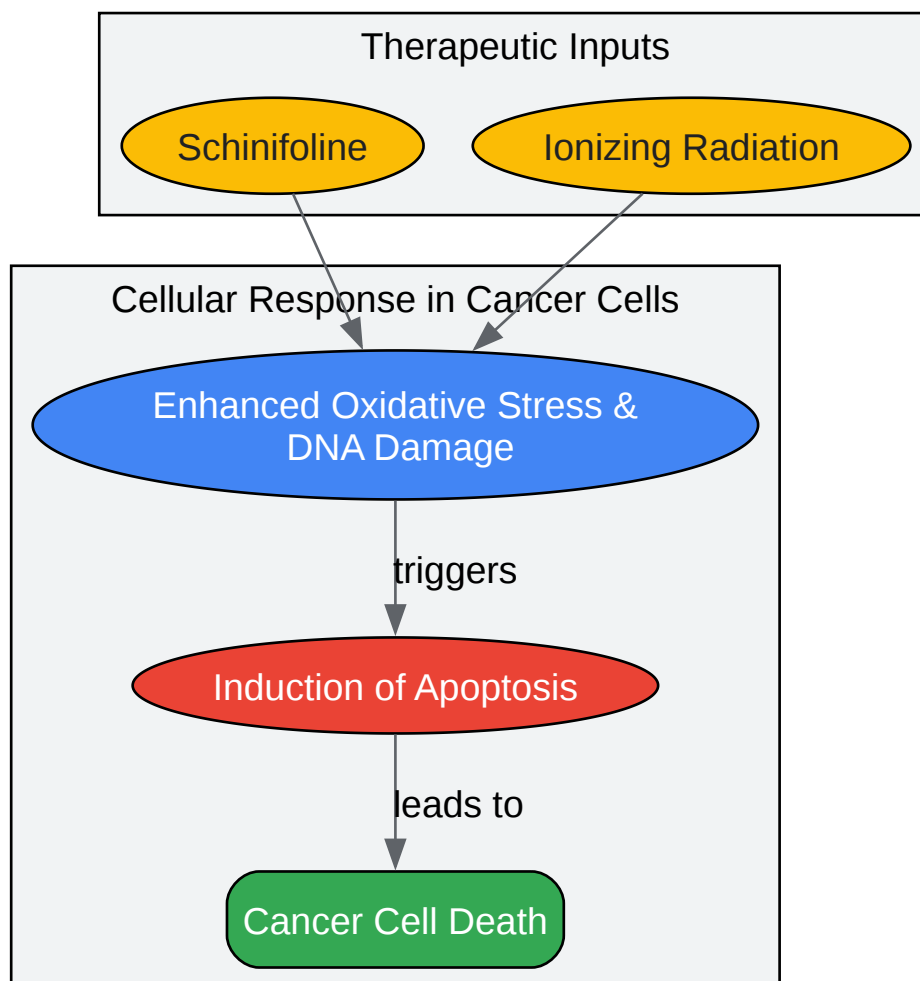 Therapeutic Inputs
Schinifoline
Ionizing Radiation
Cellular Response in Cancer Cells
Enhanced Oxidative Stress &
DNA Damage
triggers
Induction of Apoptosis
leads to
Cancer Cell Death